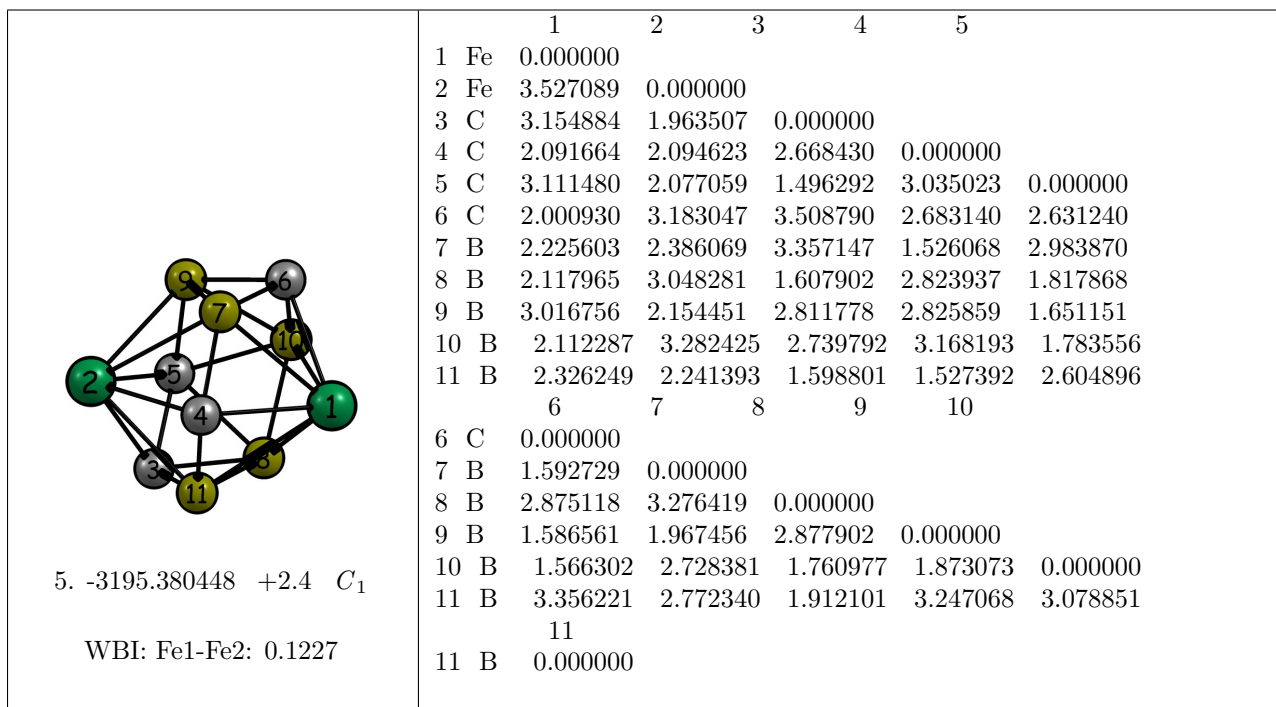 9
6
7
10
5
2
4
1
8
3
11
5. -3195.380448 +2.4 C₁
WBI: Fe1-Fe2: 0.1227
1 2 3 4 5
1 Fe 0.000000
2 Fe 3.527089 0.000000
3 C 3.154884 1.963507 0.000000
4 C 2.091664 2.094623 2.668430 0.000000
5 C 3.111480 2.077059 1.496292 3.035023 0.000000
6 C 2.000930 3.183047 3.508790 2.683140 2.631240
7 B 2.225603 2.386069 3.357147 1.526068 2.983870
8 B 2.117965 3.048281 1.607902 2.823937 1.817868
9 B 3.016756 2.154451 2.811778 2.825859 1.651151
10 B 2.112287 3.282425 2.739792 3.168193 1.783556
11 B 2.326249 2.241393 1.598801 1.527392 2.604896
6 7 8 9 10
6 C 0.000000
7 B 1.592729 0.000000
8 B 2.875118 3.276419 0.000000
9 B 1.586561 1.967456 2.877902 0.000000
10 B 1.566302 2.728381 1.760977 1.873073 0.000000
11 B 3.356221 2.772340 1.912101 3.247068 3.078851
11
11 B 0.000000